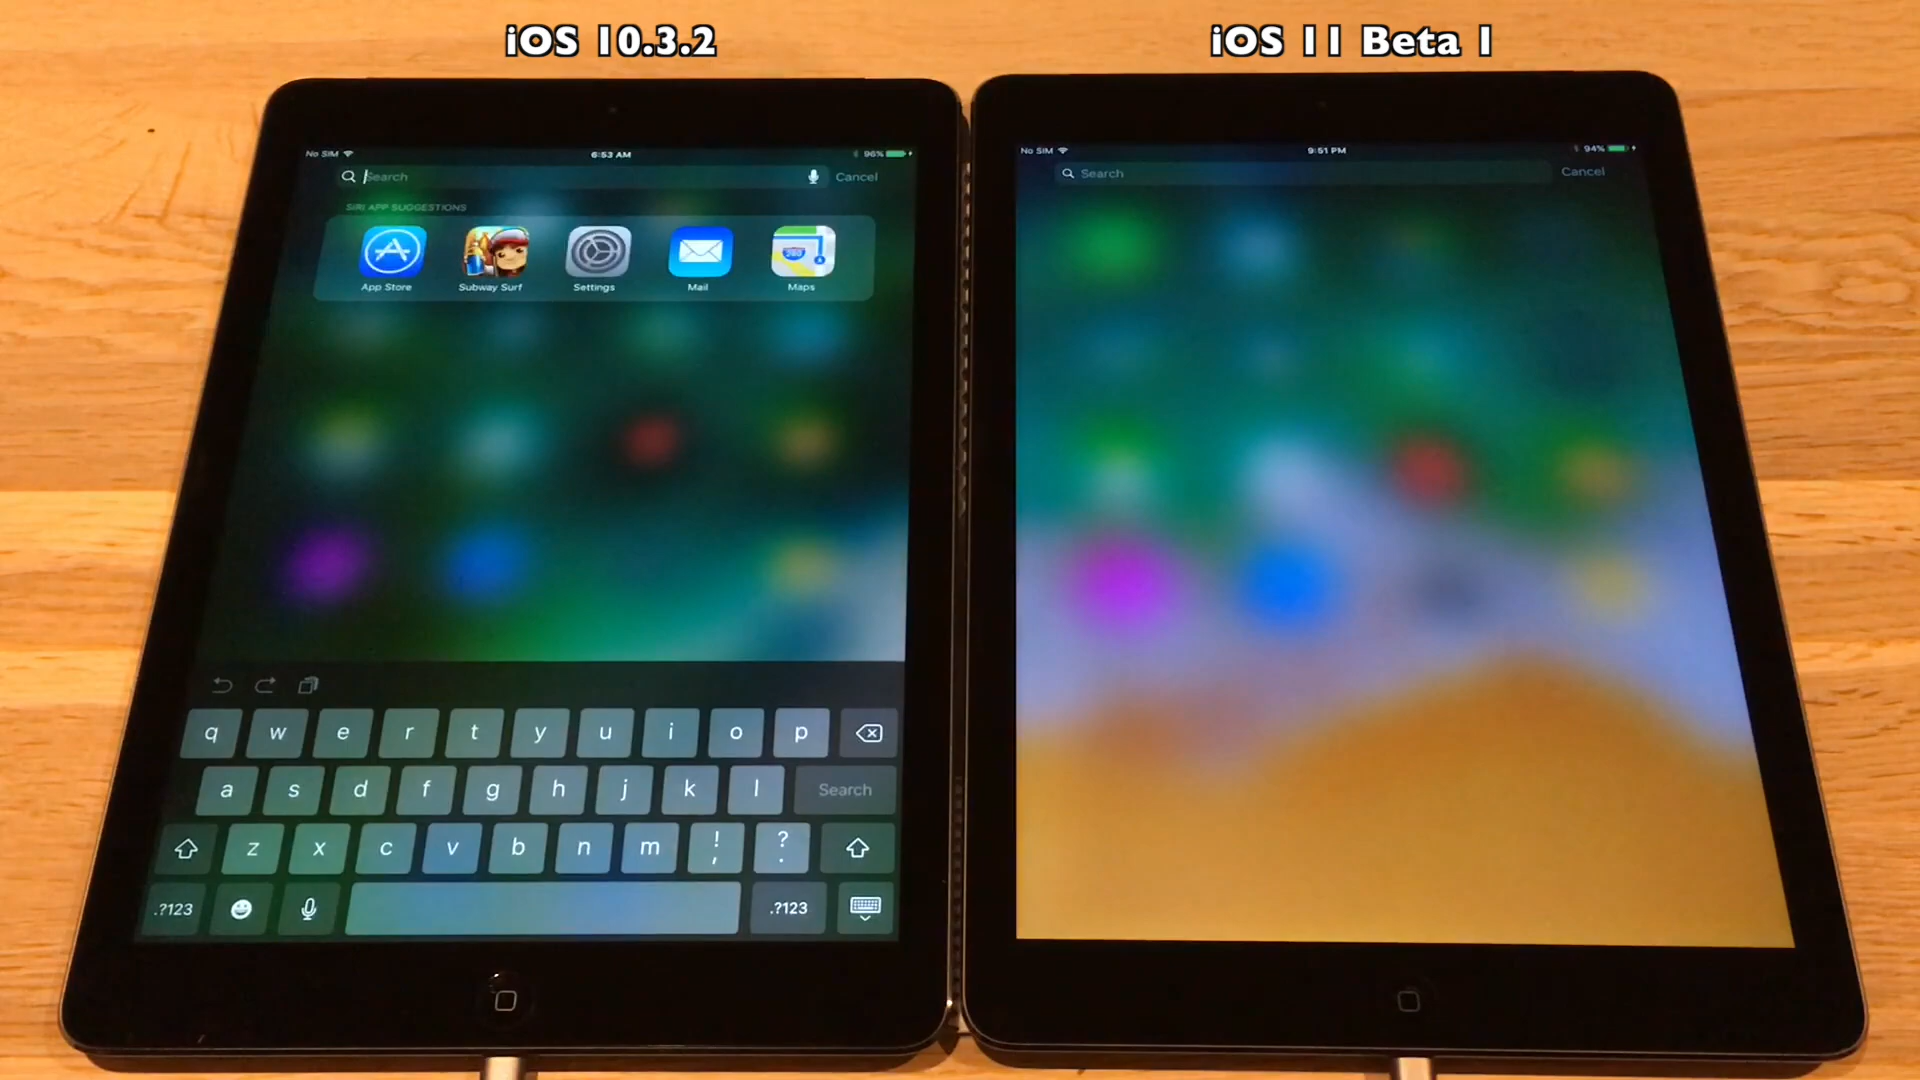 iOS 10.3.2
iOS 11 Beta 1
No SIM 6:53 AM 96%
Search Cancel
SIRI APP SUGGESTIONS
280
App Store Subway Surf Settings Mail Maps
q w e r t y u i o p
a s d f g h j k l Search
z x c v b n m ! , ? .
.?123 .?123
No SIM 9:51 PM 94%
Search Cancel